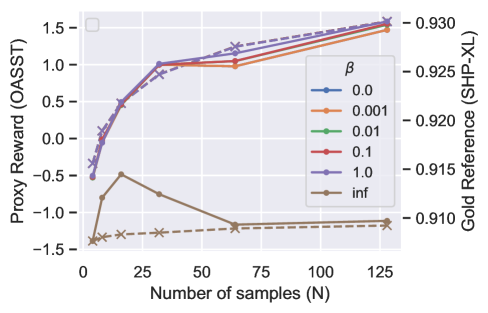 1.5
1.0
0.5
0.0
−0.5
−1.0
−1.5
Proxy Reward (OASST)
0.930
0.925
0.920
0.915
0.910
Gold Reference (SHP-XL)
β
0.0
0.001
0.01
0.1
1.0
inf
0 25 50 75 100 125
Number of samples (N)